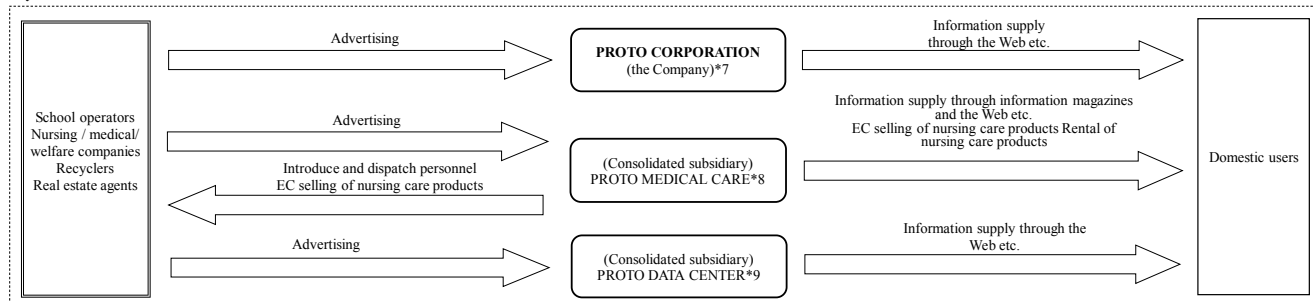 School operators
Nursing / medical/
welfare companies
Recyclers
Real estate agents
Advertising
PROTO CORPORATION
(the Company)*7
Information supply
through the Web etc.
Advertising
Introduce and dispatch personnel
EC selling of nursing care products
(Consolidated subsidiary)
PROTO MEDICAL CARE*8
Information supply through information magazines
and the Web etc.
EC selling of nursing care products Rental of
nursing care products
Advertising
(Consolidated subsidiary)
PROTO DATA CENTER*9
Information supply through the
Web etc.
Domestic users